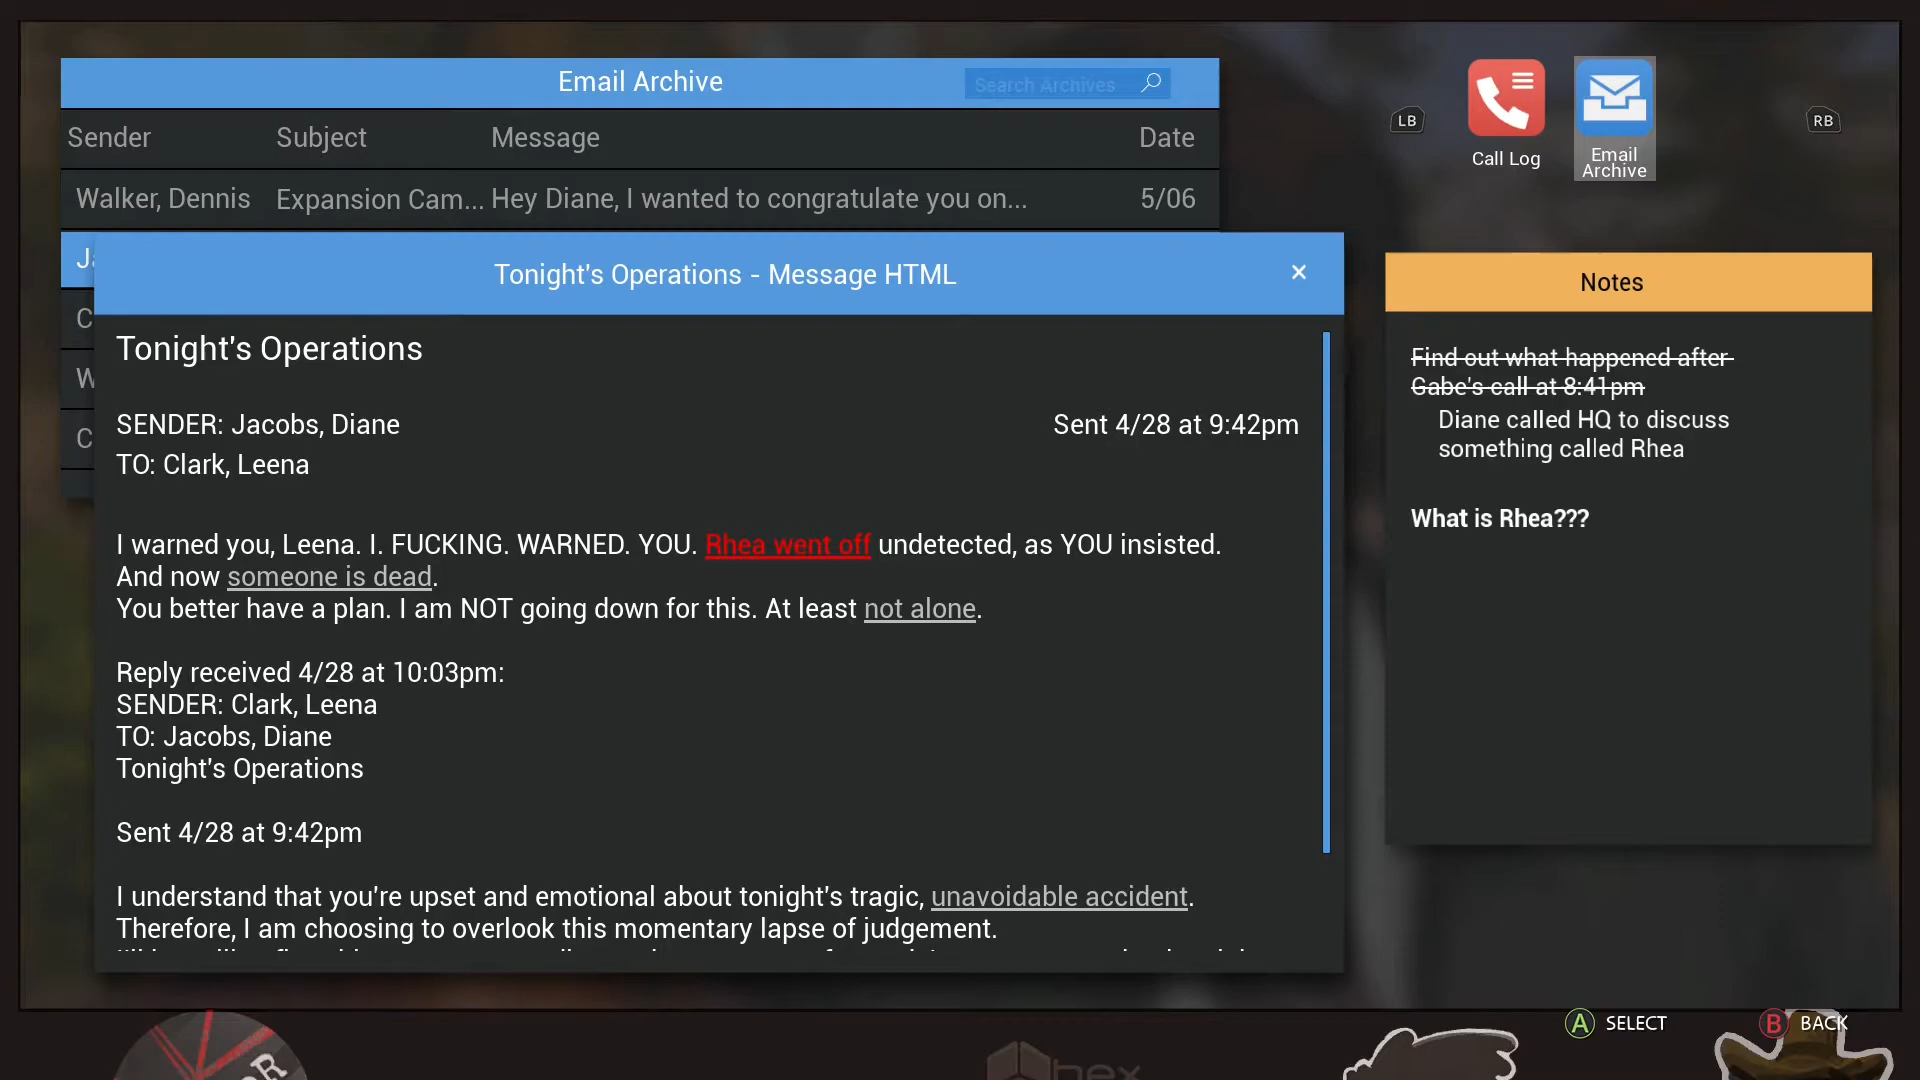 Email Archive
Search Archives
Sender Subject Message Date
Walker, Dennis Expansion Cam... Hey Diane, I wanted to congratulate you on... 5/06
Tonight's Operations - Message HTML
Tonight's Operations
SENDER: Jacobs, Diane Sent 4/28 at 9:42pm
TO: Clark, Leena
I warned you, Leena. I. FUCKING. WARNED. YOU. Rhea went off undetected, as YOU insisted.
And now someone is dead.
You better have a plan. I am NOT going down for this. At least not alone.
Reply received 4/28 at 10:03pm:
SENDER: Clark, Leena
TO: Jacobs, Diane
Tonight's Operations
Sent 4/28 at 9:42pm
I understand that you're upset and emotional about tonight's tragic, unavoidable accident.
Therefore, I am choosing to overlook this momentary lapse of judgement.
LB
Call Log
Email
Archive
RB
Notes
Find out what happened after
Gabe's call at 8:41pm
Diane called HQ to discuss
something called Rhea
What is Rhea???
A SELECT
B BACK
hex